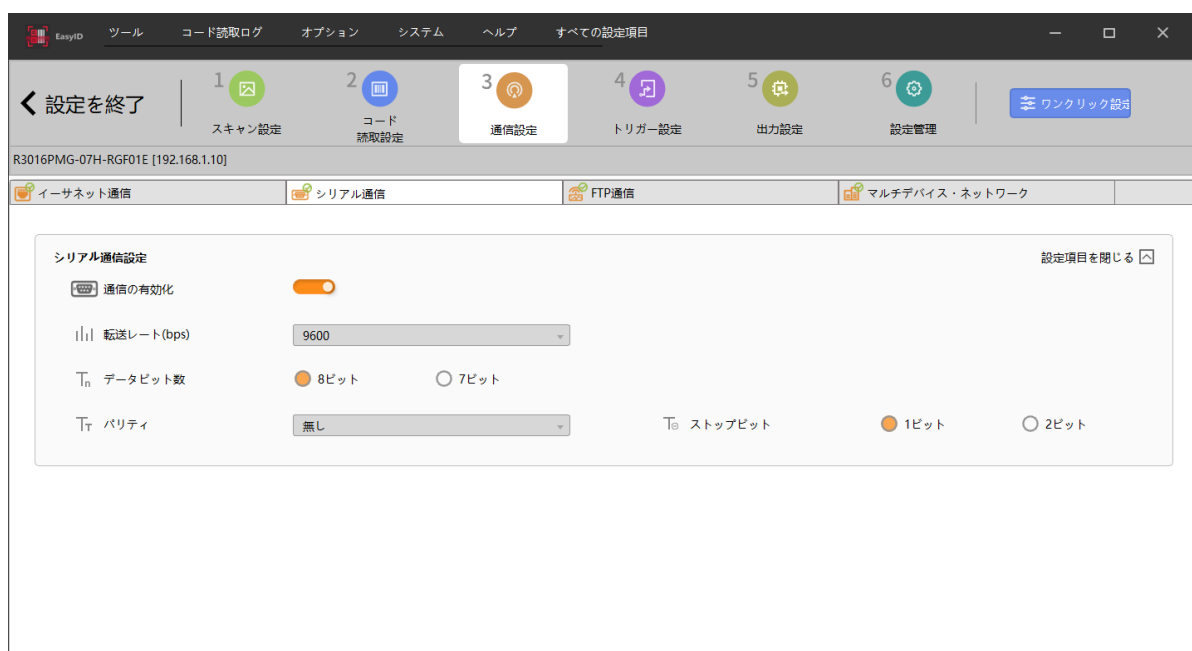 EasyID ツール コード読取ログ オプション システム ヘルプ すべての設定項目
設定を終了
1 スキャン設定
2 コード
読取設定
3 通信設定
4 トリガー設定
5 出力設定
6 設定管理
ワンクリック設定
R3016PMG-07H-RGF01E [192.168.1.10]
イーサネット通信 シリアル通信 FTP通信 マルチデバイス・ネットワーク
シリアル通信設定 設定項目を閉じる
通信の有効化
転送レート(bps) 9600
データビット数 8ビット 7ビット
パリティ 無し ストップビット 1ビット 2ビット